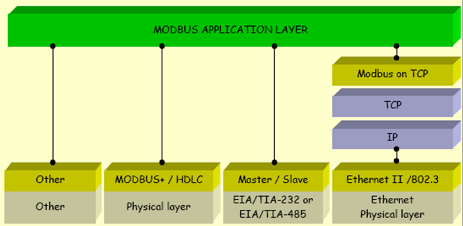 MODBUS APPLICATION LAYER
Modbus on TCP
TCP
IP
Other
MODBUS+ / HDLC
Master / Slave
Ethernet II /802.3
Other
Physical layer
EIA/TIA-232 or
EIA/TIA-485
Ethernet
Physical layer